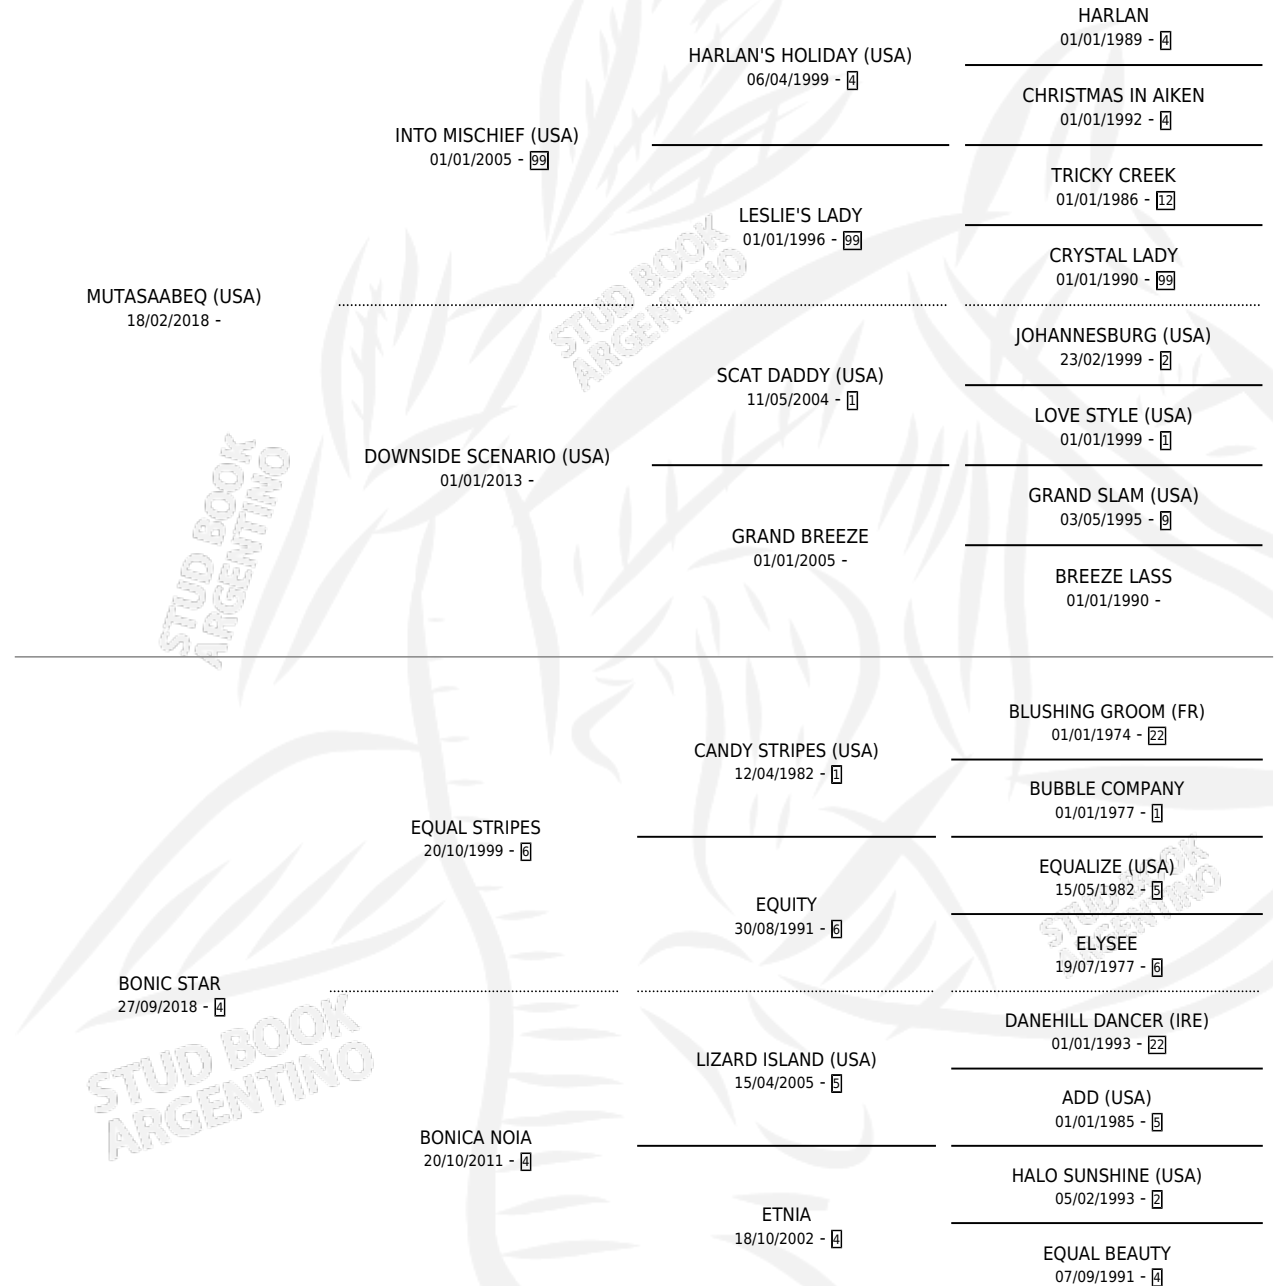 HARLAN
01/01/1989 - 4
HARLAN'S HOLIDAY (USA)
06/04/1999 - 4
CHRISTMAS IN AIKEN
01/01/1992 - 4
INTO MISCHIEF (USA)
01/01/2005 - 99
TRICKY CREEK
01/01/1986 - 12
LESLIE'S LADY
01/01/1996 - 99
CRYSTAL LADY
01/01/1990 - 99
MUTASAABEQ (USA)
18/02/2018 -
STUD BOOK
ARGENTINO
JOHANNESBURG (USA)
23/02/1999 - 2
SCAT DADDY (USA)
11/05/2004 - 1
LOVE STYLE (USA)
01/01/1999 - 1
DOWNSIDE SCENARIO (USA)
01/01/2013 -
GRAND SLAM (USA)
03/05/1995 - 9
GRAND BREEZE
01/01/2005 -
BREEZE LASS
01/01/1990 -
STUD BOOK
ARGENTINO
BLUSHING GROOM (FR)
01/01/1974 - 22
CANDY STRIPES (USA)
12/04/1982 - 1
BUBBLE COMPANY
01/01/1977 - 1
EQUAL STRIPES
20/10/1999 - 6
EQUALIZE (USA)
15/05/1982 - 5
EQUITY
30/08/1991 - 6
STUD BOOK
ARGENTINO
ELYSEE
19/07/1977 - 6
BONIC STAR
27/09/2018 - 4
DANEHILL DANCER (IRE)
01/01/1993 - 22
LIZARD ISLAND (USA)
15/04/2005 - 5
ADD (USA)
01/01/1985 - 5
STUD BOOK
ARGENTINO
BONICA NOIA
20/10/2011 - 4
HALO SUNSHINE (USA)
05/02/1993 - 2
ETNIA
18/10/2002 - 4
EQUAL BEAUTY
07/09/1991 - 4